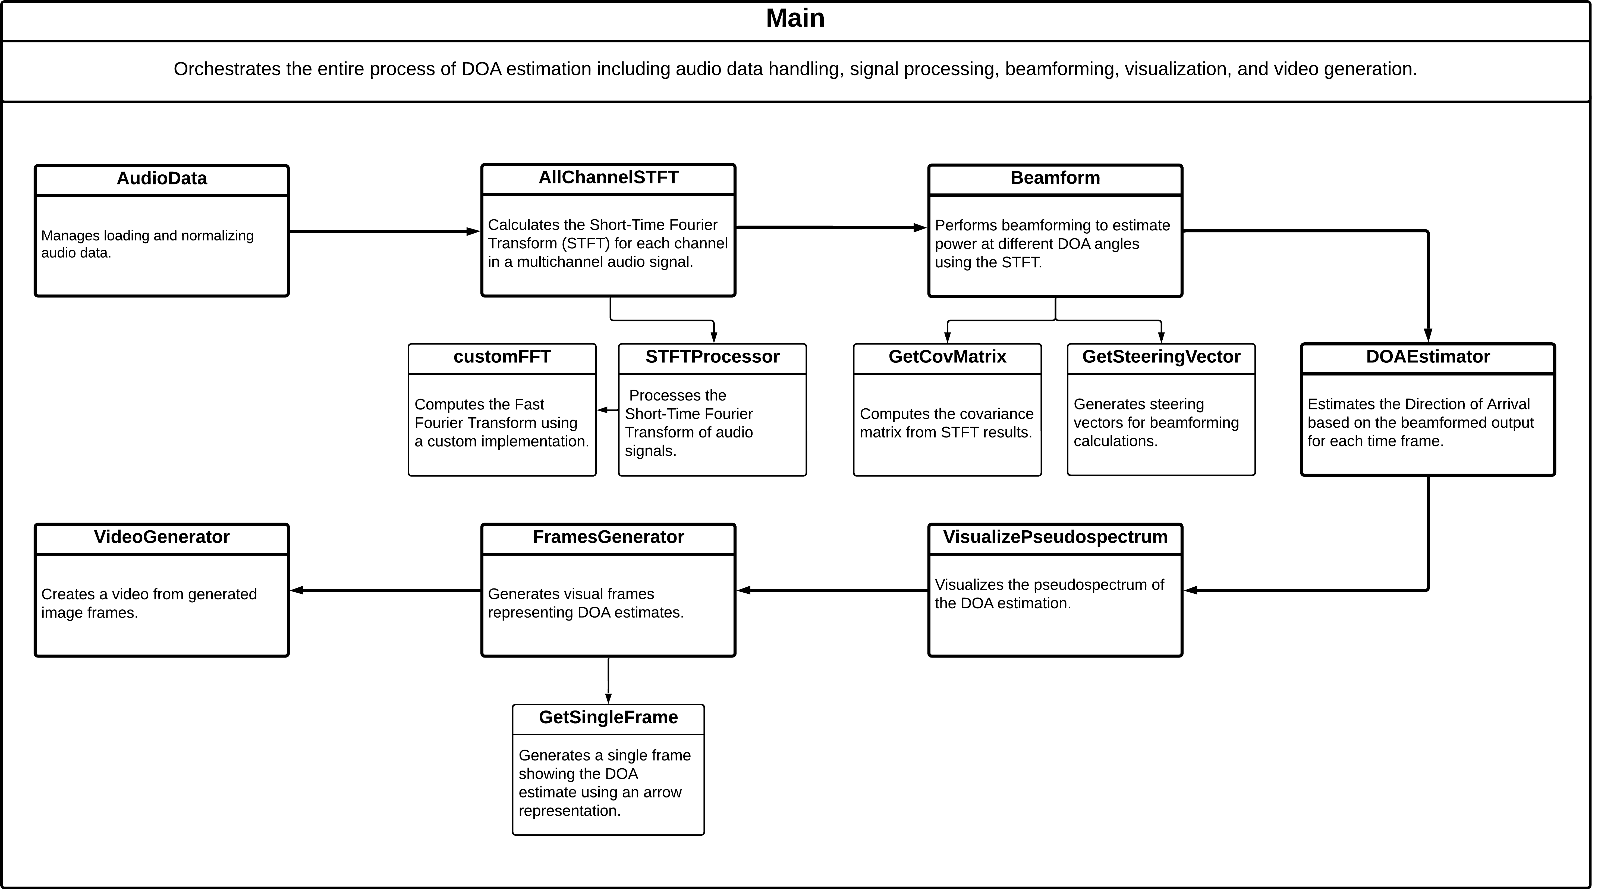 Main
Orchestrates the entire process of DOA estimation including audio data handling, signal processing, beamforming, visualization, and video generation.
AudioData
Manages loading and normalizing
audio data.
AllChannelSTFT
Calculates the Short-Time Fourier
Transform (STFT) for each channel
in a multichannel audio signal.
Beamform
Performs beamforming to estimate
power at different DOA angles
using the STFT.
customFFT
Computes the Fast
Fourier Transform using
a custom implementation.
STFTProcessor
Processes the
Short-Time Fourier
Transform of audio
signals.
GetCovMatrix
Computes the covariance
matrix from STFT results.
GetSteeringVector
Generates steering
vectors for beamforming
calculations.
DOAEstimator
Estimates the Direction of Arrival
based on the beamformed output
for each time frame.
VideoGenerator
Creates a video from generated
image frames.
FramesGenerator
Generates visual frames
representing DOA estimates.
VisualizePseudospectrum
Visualizes the pseudospectrum of
the DOA estimation.
GetSingleFrame
Generates a single frame
showing the DOA
estimate using an arrow
representation.